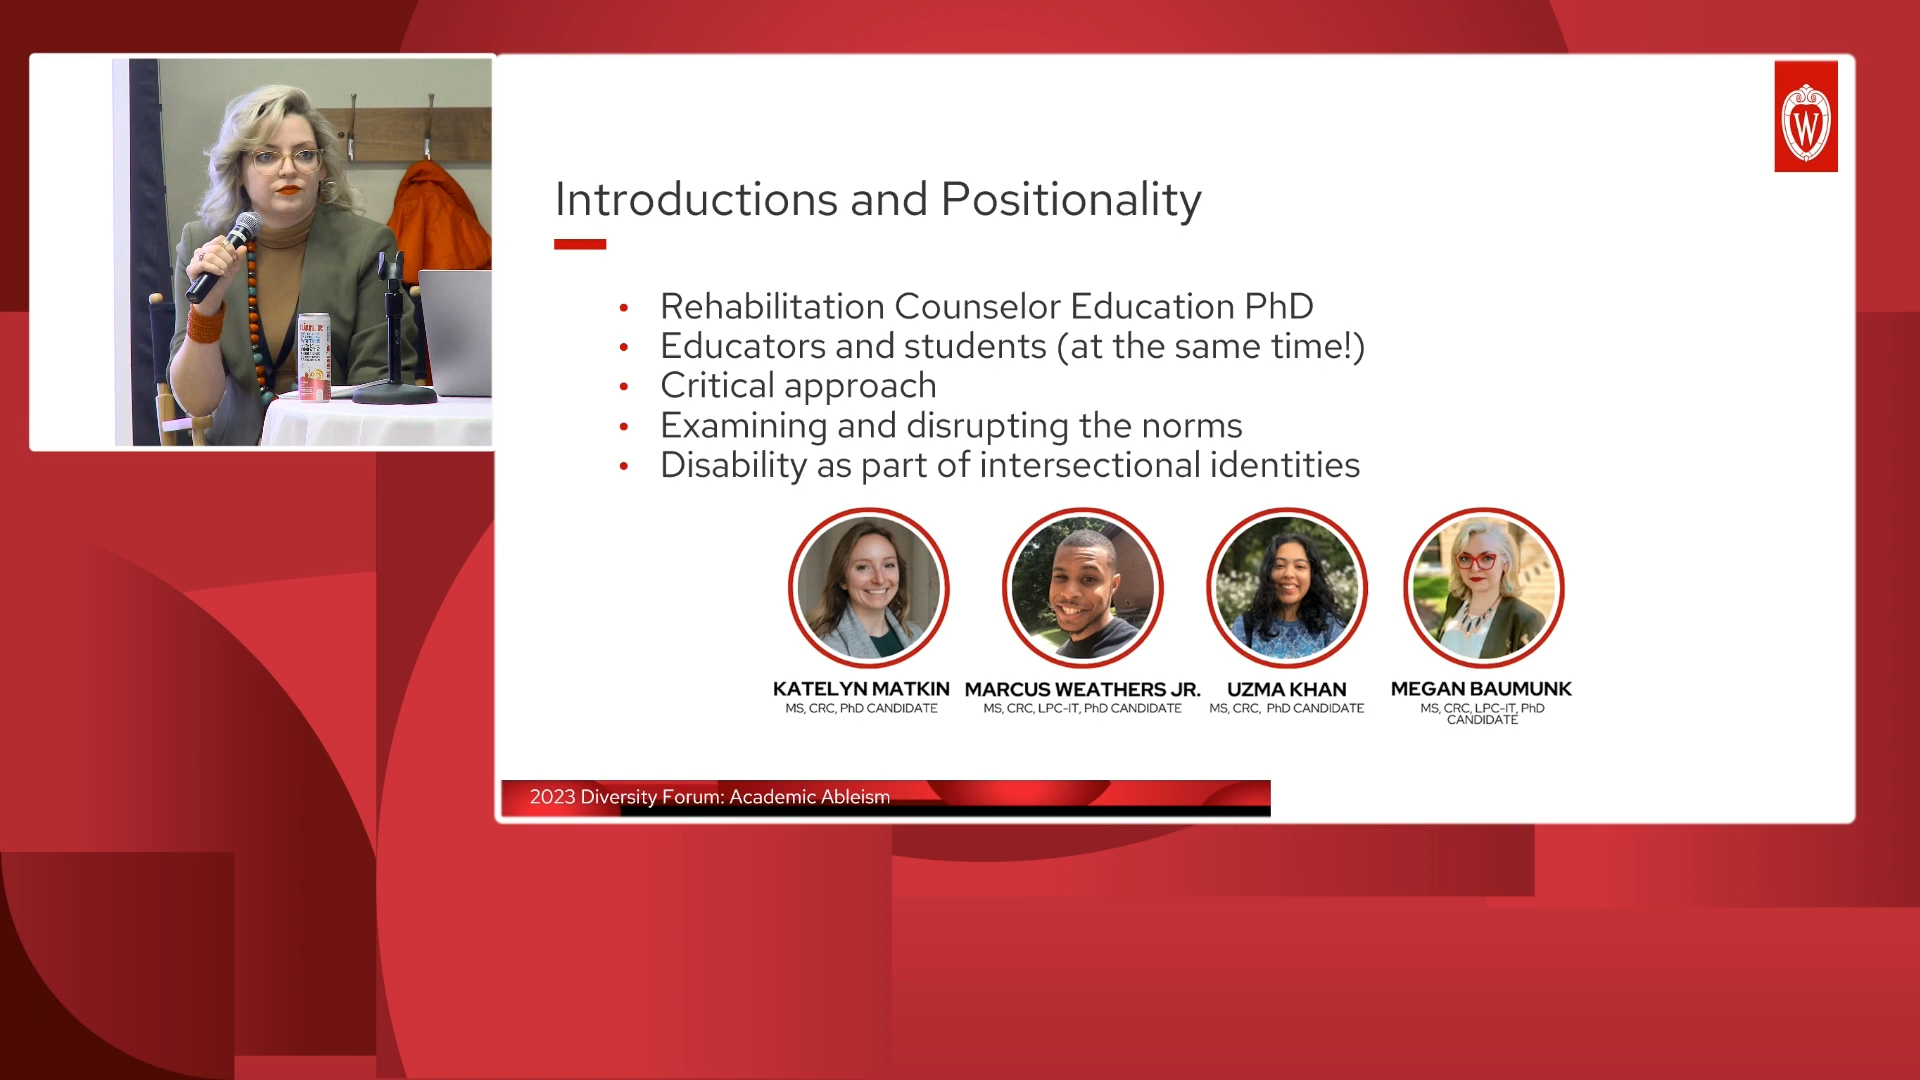 Introductions and Positionality
Rehabilitation Counselor Education PhD
Educators and students (at the same time!)
Critical approach
Examining and disrupting the norms
Disability as part of intersectional identities
KATELYN MATKIN
MS, CRC, PhD CANDIDATE
MARCUS WEATHERS JR.
MS, CRC, LPC-IT, PhD CANDIDATE
UZMA KHAN
MS, CRC, PhD CANDIDATE
MEGAN BAUMUNK
MS, CRC, LPC-IT, PhD
CANDIDATE
2023 Diversity Forum: Academic Ableism
W